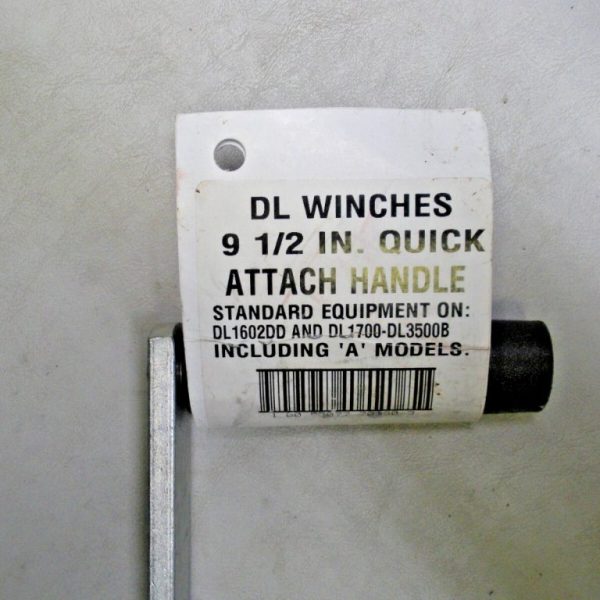 DL WINCHES
9 1/2 IN. QUICK
ATTACH HANDLE
STANDARD EQUIPMENT ON:
DL1602DD AND DL1700-DL3500B
INCLUDING 'A' MODELS.